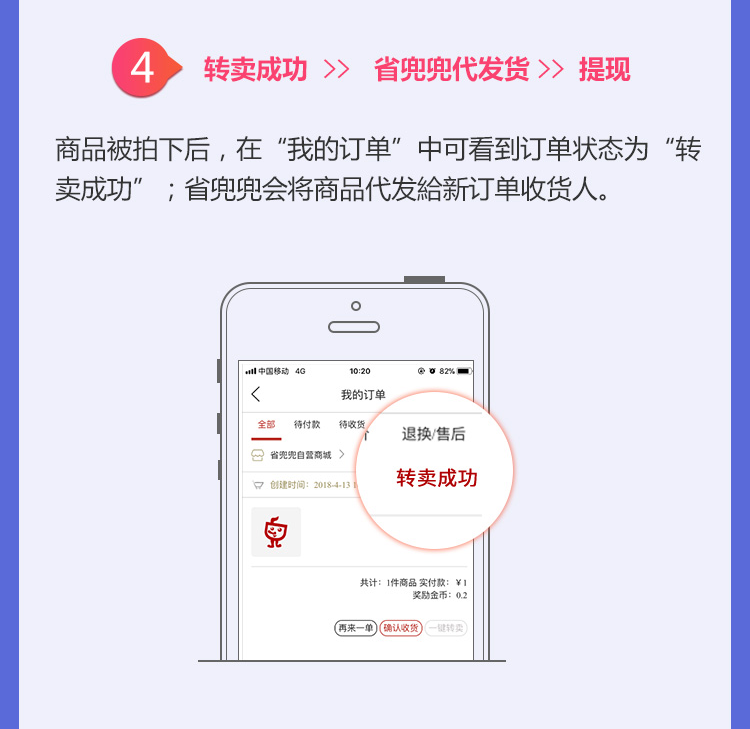 4 转卖成功 >> 省兜兜代发货 >> 提现
商品被拍下后，在“我的订单”中可看到订单状态为“转
卖成功”；省兜兜会将商品代发給新订单收货人。
中国移动 4G 10:20 82%
我的订单
全部 待付款 待收货
退换/售后
省兜兜自营商城 >
转卖成功
创建时间：2018-4-13 1
共计：1件商品 实付款：￥1
奖励金币：0.2
再来一单 确认收货 一键转卖